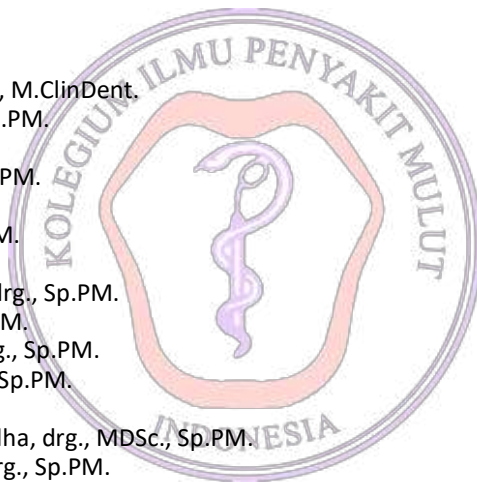 KOLEGIUM ILMU PENYAKIT MULUT
, M.ClinDent.
.PM.
PM.
M.
drg., Sp.PM.
PM.
g., Sp.PM.
Sp.PM.
dha, drg., MDSc., Sp.PM.
rg., Sp.PM.
INDONESIA